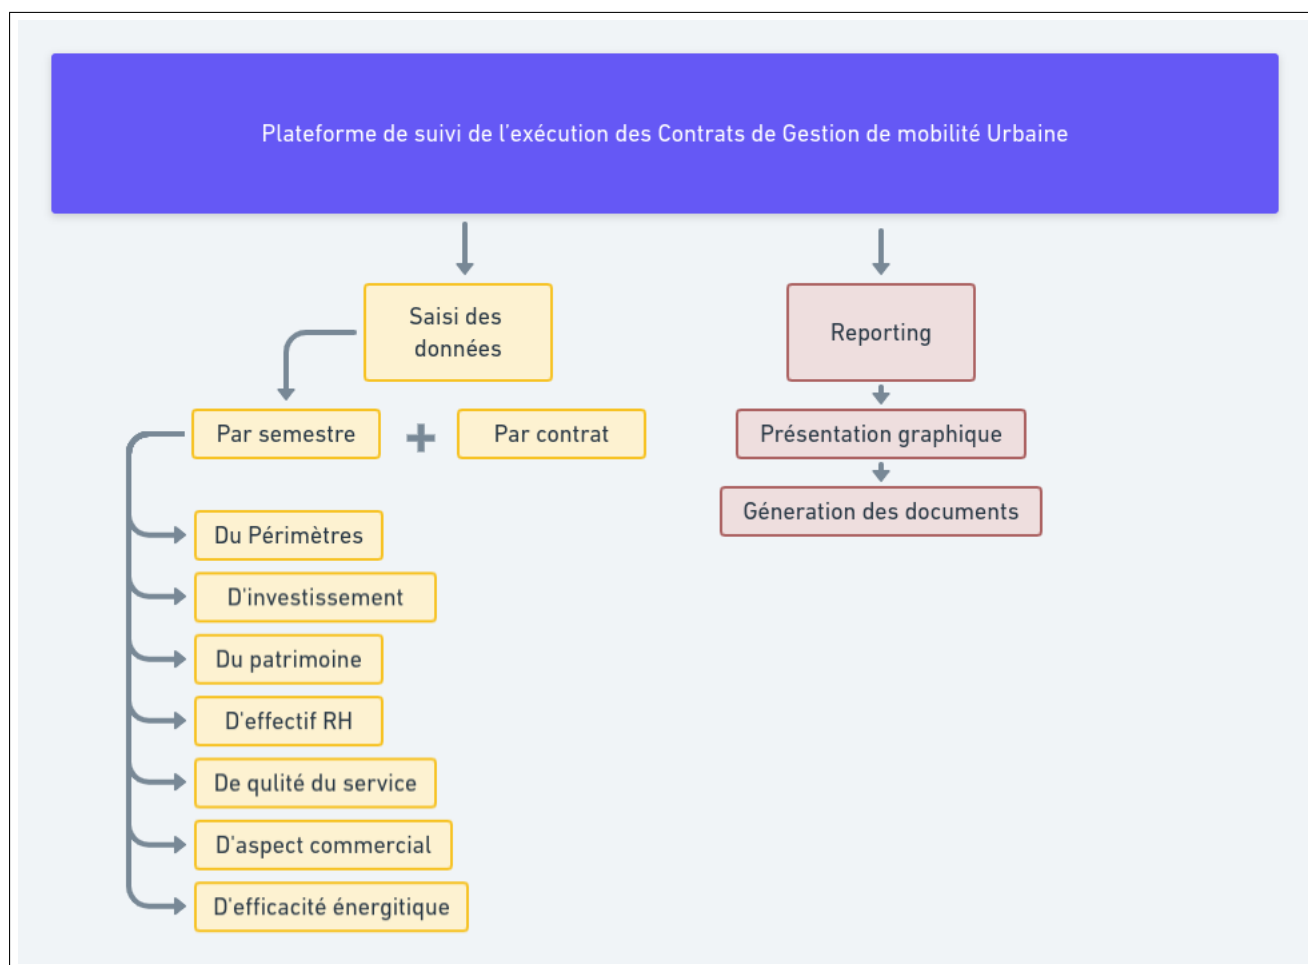 Plateforme de suivi de l'exécution des Contrats de Gestion de mobilité Urbaine
Saisi des
données
Reporting
Par semestre
Par contrat
Présentation graphique
Géneration des documents
Du Périmètres
D'investissement
Du patrimoine
D'effectif RH
De qulité du service
D'aspect commercial
D'efficacité énergitique